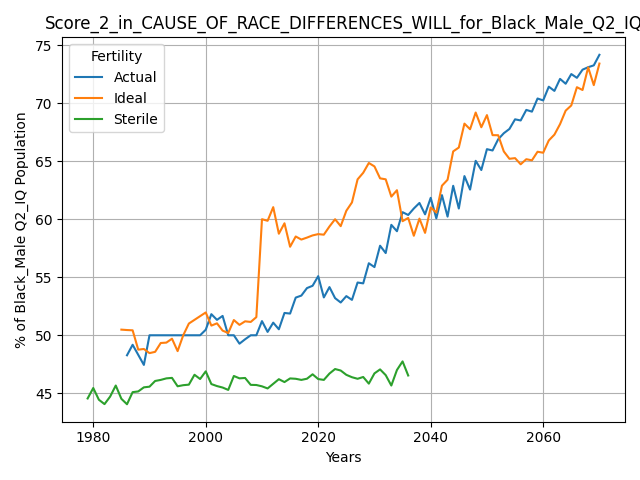 Score_2_in_CAUSE_OF_RACE_DIFFERENCES_WILL_for_Black_Male_Q2_IQ
Fertility
Actual
Ideal
Sterile
% of Black_Male Q2_IQ Population
75
70
65
60
55
50
45
1980
2000
2020
2040
2060
Years